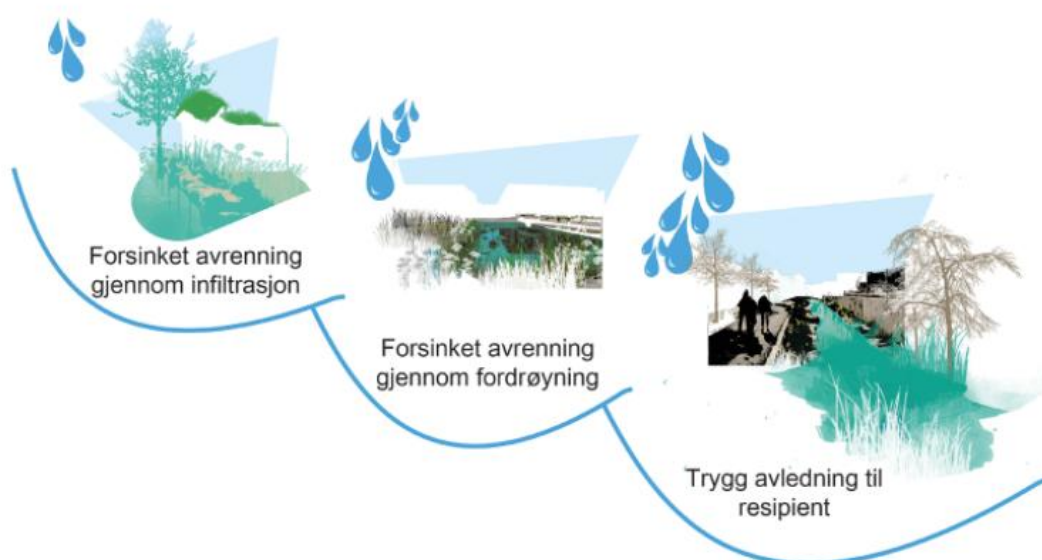 Forsinket avrenning
gjennom infiltrasjon
Forsinket avrenning
gjennom fordrøyning
Trygg avledning til
resipient